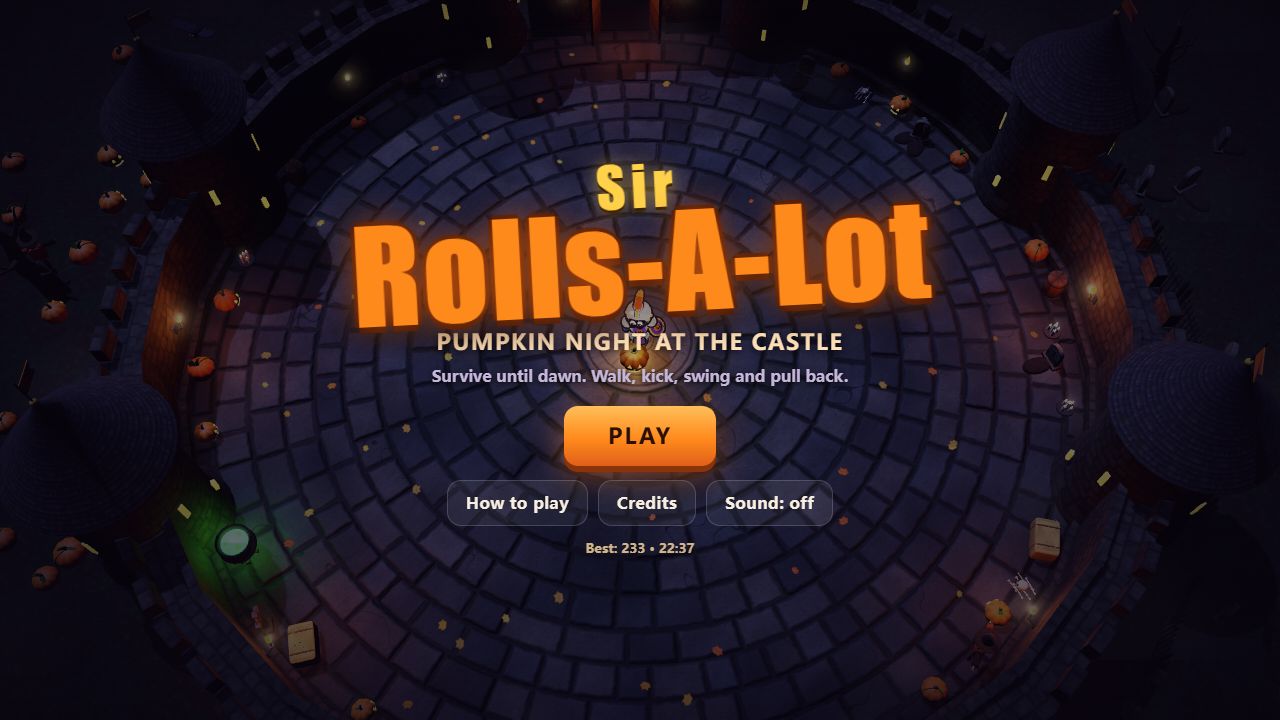 Sir
Rolls-A-Lot
PUMPKIN NIGHT AT THE CASTLE
Survive until dawn. Walk, kick, swing and pull back.
PLAY
How to play
Credits
Sound: off
Best: 233 • 22:37